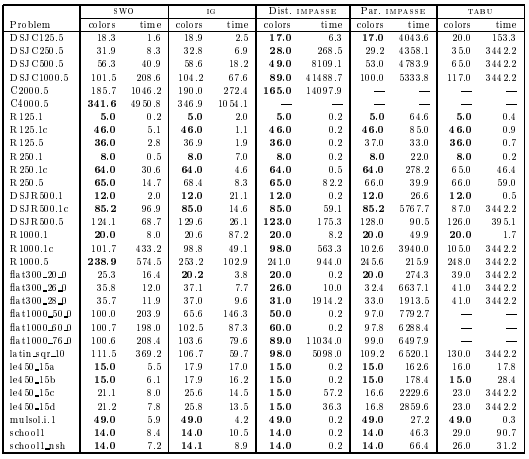 SWO IG Dist. IMPASSE Par. IMPASSE TABU
Problem colors time colors time colors time colors time colors time
DSJC125.5 18.3 1.6 18.9 2.5 17.0 6.3 17.0 4043.6 20.0 153.3
DSJC250.5 31.9 8.3 32.8 6.9 28.0 268.5 29.2 4358.1 35.0 3442.2
DSJC500.5 56.3 40.9 58.6 18.2 49.0 8109.1 53.0 4783.9 65.0 3442.2
DSJC1000.5 101.5 208.6 104.2 67.6 89.0 41488.7 100.0 5333.8 117.0 3442.2
C2000.5 185.7 1046.2 190.0 272.4 165.0 14097.9 — — — —
C4000.5 341.6 4950.8 346.9 1054.1 — — — — — —
R125.1 5.0 0.2 5.0 2.0 5.0 0.2 5.0 64.6 5.0 0.4
R125.1c 46.0 5.1 46.0 1.1 46.0 0.2 46.0 85.0 46.0 0.9
R125.5 36.0 2.8 36.9 1.9 36.0 0.2 37.0 33.0 36.0 0.7
R250.1 8.0 0.5 8.0 7.0 8.0 0.2 8.0 22.0 8.0 0.2
R250.1c 64.0 30.6 64.0 4.6 64.0 0.5 64.0 278.2 65.0 46.4
R250.5 65.0 14.7 68.4 8.3 65.0 82.2 66.0 39.9 66.0 59.0
DSJR500.1 12.0 2.0 12.0 21.1 12.0 0.2 12.0 26.6 12.0 0.5
DSJR500.1c 85.2 96.9 85.0 14.6 85.0 59.1 85.2 5767.7 87.0 3442.2
DSJR500.5 124.1 68.7 129.6 26.1 123.0 175.3 128.0 90.5 126.0 395.1
R1000.1 20.0 8.0 20.6 87.2 20.0 8.2 20.0 49.9 20.0 1.7
R1000.1c 101.7 433.2 98.8 49.1 98.0 563.3 102.6 3940.0 105.0 3442.2
R1000.5 238.9 574.5 253.2 102.9 241.0 944.0 245.6 215.9 248.0 3442.2
flat300_20_0 25.3 16.4 20.2 3.8 20.0 0.2 20.0 274.3 39.0 3442.2
flat300_26_0 35.8 12.0 37.1 7.7 26.0 10.0 32.4 6637.1 41.0 3442.2
flat300_28_0 35.7 11.9 37.0 9.6 31.0 1914.2 33.0 1913.5 41.0 3442.2
flat1000_50_0 100.0 203.9 65.6 146.3 50.0 0.2 97.0 7792.7 — —
flat1000_60_0 100.7 198.0 102.5 87.3 60.0 0.2 97.8 6288.4 — —
flat1000_76_0 100.6 208.4 103.6 79.6 89.0 11034.0 99.0 6497.9 — —
latin_sqr_10 111.5 369.2 106.7 59.7 98.0 5098.0 109.2 6520.1 130.0 3442.2
le450_15a 15.0 5.5 17.9 17.0 15.0 0.2 15.0 162.6 16.0 17.8
le450_15b 15.0 6.1 17.9 16.2 15.0 0.2 15.0 178.4 15.0 28.4
le450_15c 21.1 8.0 25.6 14.5 15.0 57.2 16.6 2229.6 23.0 3442.2
le450_15d 21.2 7.8 25.8 13.5 15.0 36.3 16.8 2859.6 23.0 3442.2
mulsol.i.1 49.0 5.9 49.0 4.2 49.0 0.2 49.0 27.2 49.0 0.3
school1 14.0 8.4 14.0 10.5 14.0 0.2 14.0 46.3 29.0 90.7
school1_nsh 14.0 7.2 14.1 8.9 14.0 0.2 14.0 66.4 26.0 31.2